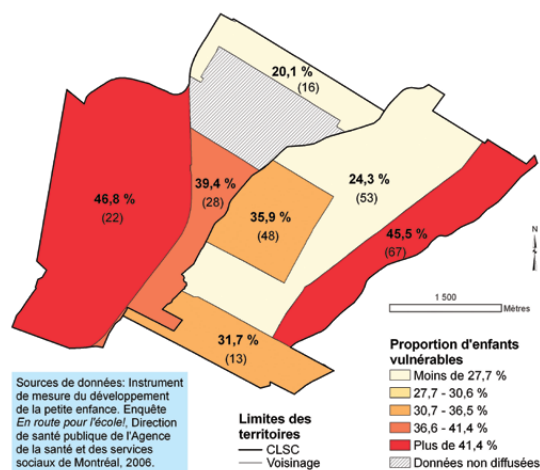 20,1 %
(16)
46,8 %
(22)
39,4 %
(28)
24,3 %
(53)
35,9 %
(48)
45,5 %
(67)
31,7 %
(13)
N
1 500
Mètres
Sources de données: Instrument
de mesure du développement
de la petite enfance. Enquête
En route pour l'école!, Direction
de santé publique de l'Agence
de la santé et des services
sociaux de Montréal, 2006.
Limites des
territoires
CLSC
Voisinage
Proportion d'enfants
vulnérables
Moins de 27,7 %
27,7 - 30,6 %
30,7 - 36,5 %
36,6 - 41,4 %
Plus de 41,4 %
Données non diffusées